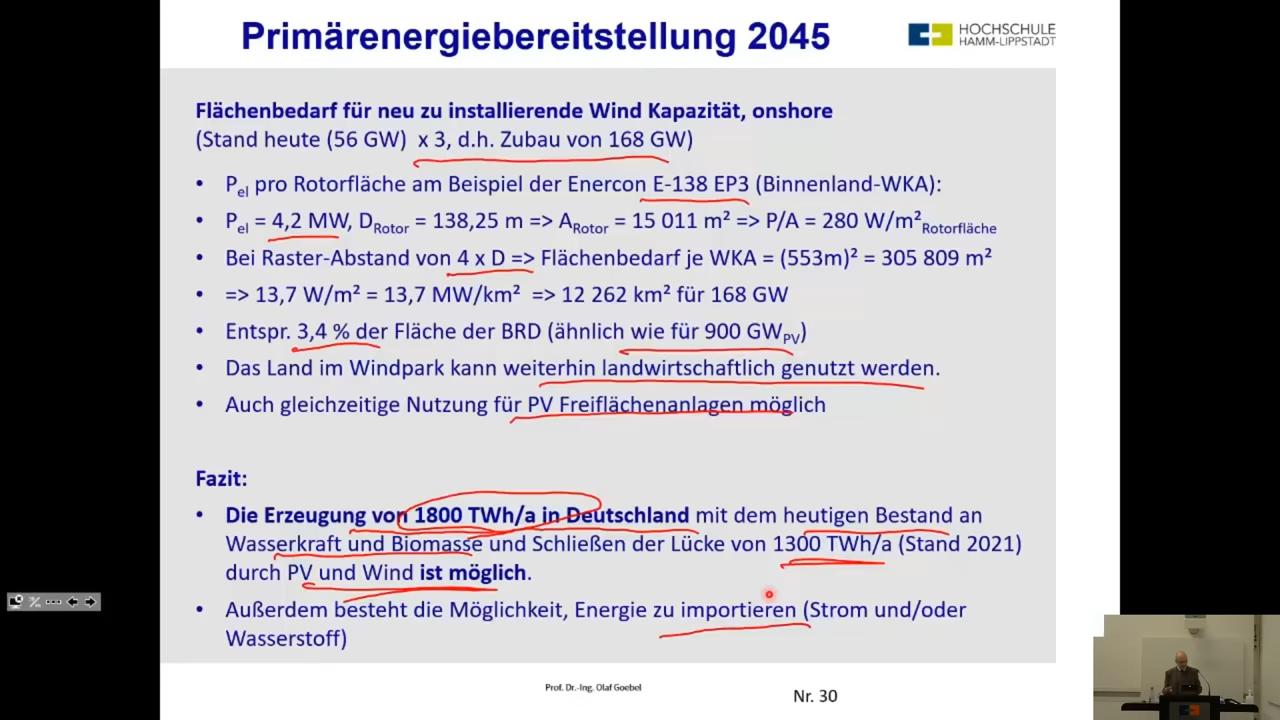 Primärenergiebereitstellung 2045
HOCHSCHULE
HAMM-LIPPSTADT
Flächenbedarf für neu zu installierende Wind Kapazität, onshore
(Stand heute (56 GW) x 3, d.h. Zubau von 168 GW)
• Pel pro Rotorfläche am Beispiel der Enercon E-138 EP3 (Binnenland-WKA):
• Pel = 4,2 MW, DRotor = 138,25 m => ARotor = 15 011 m² => P/A = 280 W/m²Rotorfläche
• Bei Raster-Abstand von 4 x D => Flächenbedarf je WKA = (553m)² = 305 809 m²
• => 13,7 W/m² = 13,7 MW/km² => 12 262 km² für 168 GW
• Entspr. 3,4 % der Fläche der BRD (ähnlich wie für 900 GWPV)
• Das Land im Windpark kann weiterhin landwirtschaftlich genutzt werden.
• Auch gleichzeitige Nutzung für PV Freiflächenanlagen möglich
Fazit:
• Die Erzeugung von 1800 TWh/a in Deutschland mit dem heutigen Bestand an
Wasserkraft und Biomasse und Schließen der Lücke von 1300 TWh/a (Stand 2021)
durch PV und Wind ist möglich.
• Außerdem besteht die Möglichkeit, Energie zu importieren (Strom und/oder
Wasserstoff)
Prof. Dr.-Ing. Olaf Goebel
Nr. 30